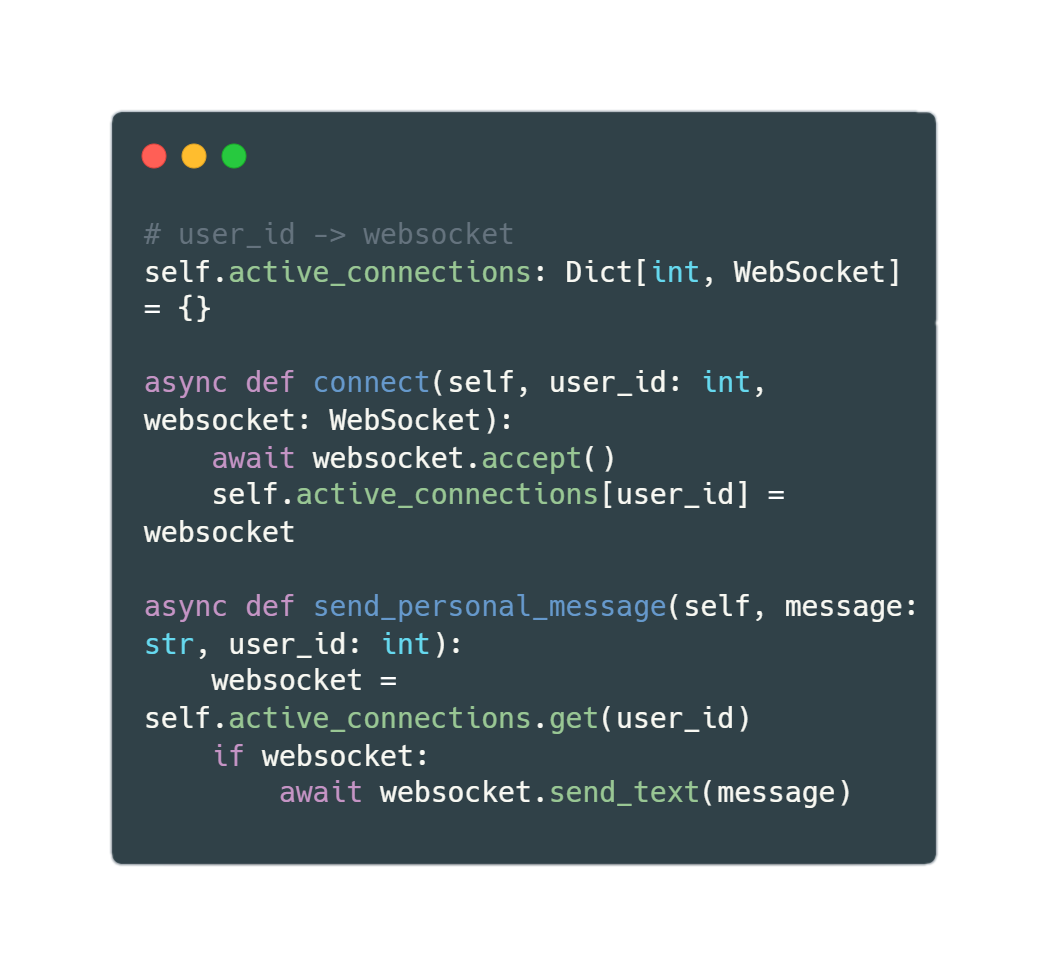 # user_id -> websocket
self.active_connections: Dict[int, WebSocket]
= {}

async def connect(self, user_id: int,
websocket: WebSocket):
    await websocket.accept()
    self.active_connections[user_id] =
websocket

async def send_personal_message(self, message:
str, user_id: int):
    websocket =
self.active_connections.get(user_id)
    if websocket:
        await websocket.send_text(message)